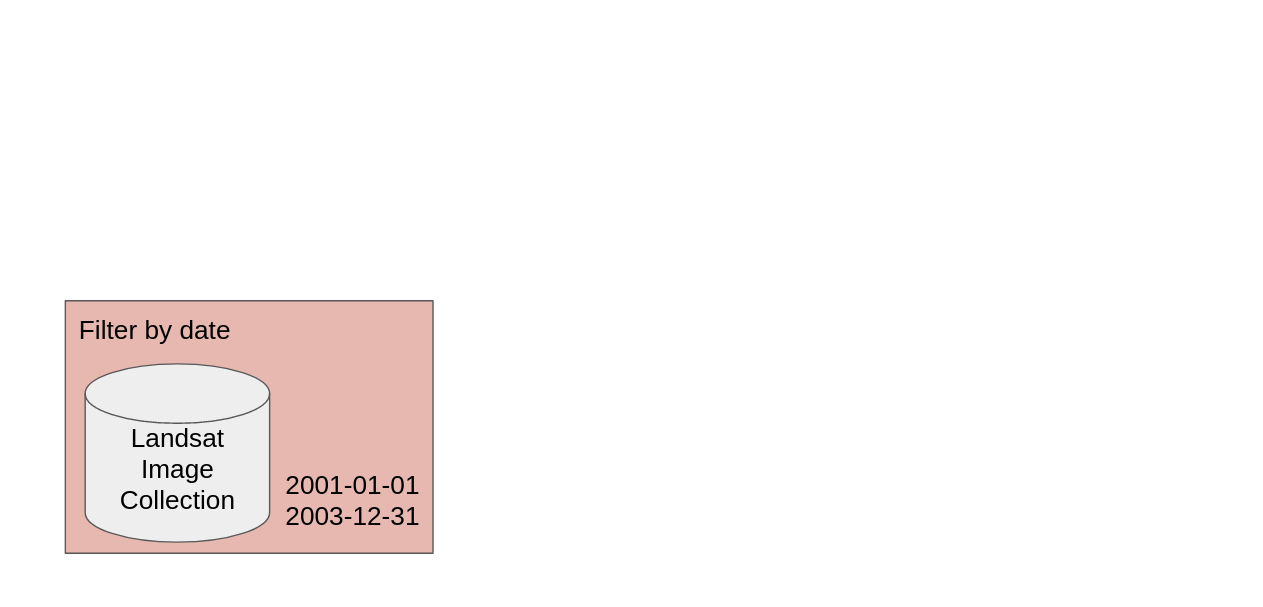 Filter by date
Landsat
Image
Collection
2001-01-01
2003-12-31